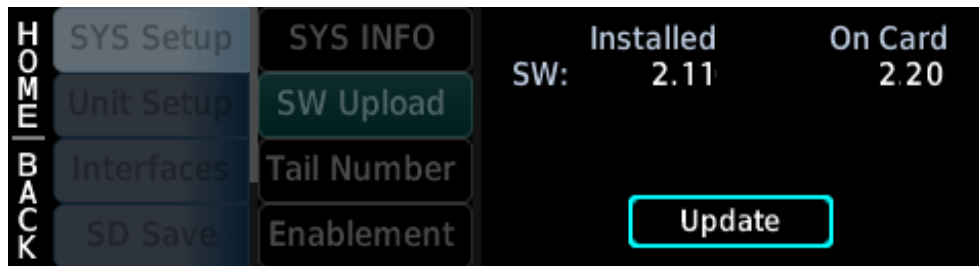 HOME
BACK
SYS Setup
Unit Setup
Interfaces
SD Save
SYS INFO
SW Upload
Tail Number
Enablement
Installed On Card
SW: 2.11 2.20
Update